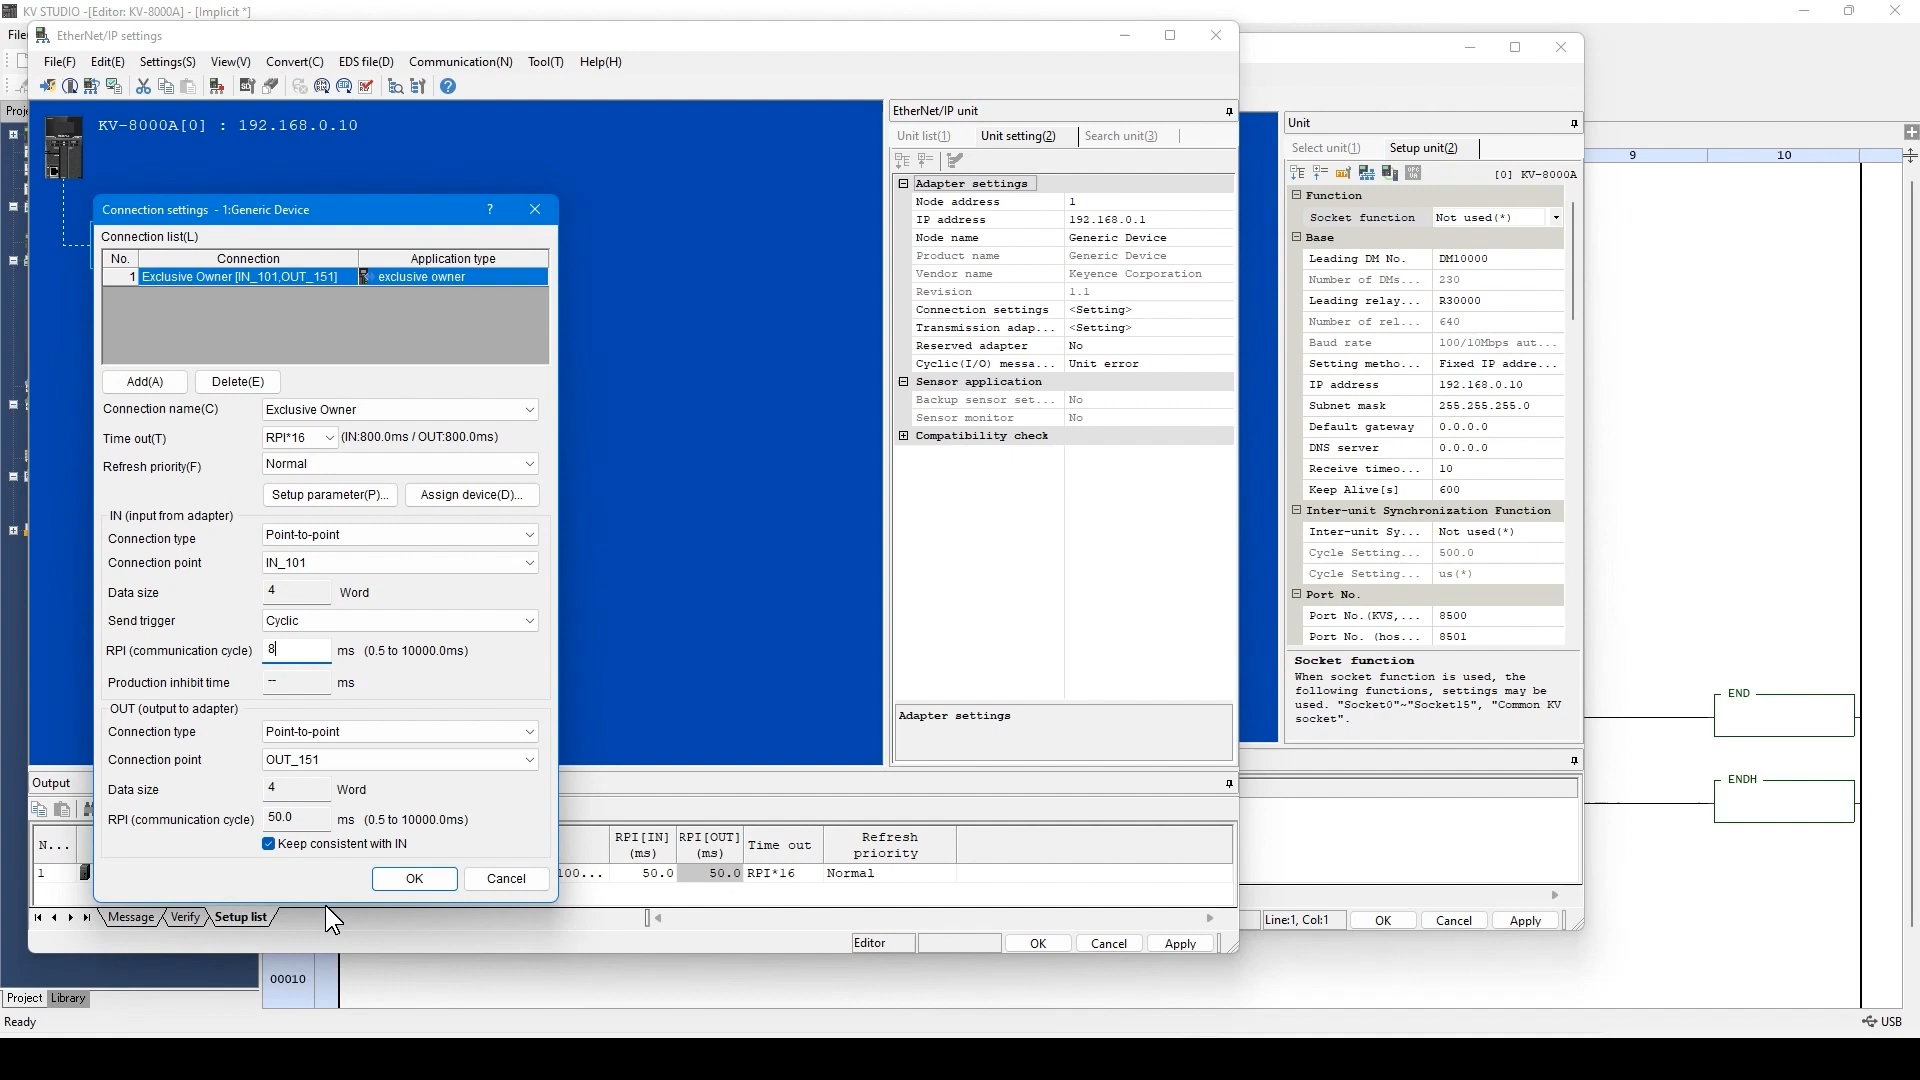 KV STUDIO -[Editor: KV-8000A] - [Implicit *]
EtherNet/IP settings
File(F) Edit(E) Settings(S) View(V) Convert(C) EDS file(D) Communication(N) Tool(T) Help(H)
KV-8000A[0] : 192.168.0.10
Connection settings - 1:Generic Device
Connection list(L)
No. Connection Application type
1 Exclusive Owner [IN_101,OUT_151] exclusive owner
Add(A) Delete(E)
Connection name(C) Exclusive Owner
Time out(T) RPI*16 (IN:800.0ms / OUT:800.0ms)
Refresh priority(F) Normal
Setup parameter(P)... Assign device(D)...
IN (input from adapter)
Connection type Point-to-point
Connection point IN_101
Data size 4 Word
Send trigger Cyclic
RPI (communication cycle) 8 ms (0.5 to 10000.0ms)
Production inhibit time -- ms
OUT (output to adapter)
Connection type Point-to-point
Connection point OUT_151
Data size 4 Word
RPI (communication cycle) 50.0 ms (0.5 to 10000.0ms)
Keep consistent with IN
OK Cancel
EtherNet/IP unit
Unit list(1) Unit setting(2) Search unit(3)
Adapter settings
Node address 1
IP address 192.168.0.1
Node name Generic Device
Product name Generic Device
Vendor name Keyence Corporation
Revision 1.1
Connection settings <Setting>
Transmission adap... <Setting>
Reserved adapter No
Cyclic(I/O) messa... Unit error
Sensor application
Backup sensor set... No
Sensor monitor No
Compatibility check
Adapter settings
Output
N... RPI[IN] (ms) RPI[OUT] (ms) Time out Refresh priority
1 100... 50.0 50.0 RPI*16 Normal
Message Verify Setup list
Editor OK Cancel Apply
Unit
Select unit(1) Setup unit(2)
[0] KV-8000A
Function
Socket function Not used(*)
Base
Leading DM No. DM10000
Number of DMs... 230
Leading relay... R30000
Number of rel... 640
Baud rate 100/10Mbps aut...
Setting metho... Fixed IP addre...
IP address 192.168.0.10
Subnet mask 255.255.255.0
Default gateway 0.0.0.0
DNS server 0.0.0.0
Receive timeo... 10
Keep Alive[s] 600
Inter-unit Synchronization Function
Inter-unit Sy... Not used(*)
Cycle Setting... 500.0
Cycle Setting... us(*)
Port No.
Port No.(KVS,... 8500
Port No. (hos... 8501
Socket function
When socket function is used, the
following functions, settings may be
used. "Socket0"~"Socket15", "Common KV
socket".
Line:1, Col:1 OK Cancel Apply
9 10
END
ENDH
00010
Project Library
Ready
USB